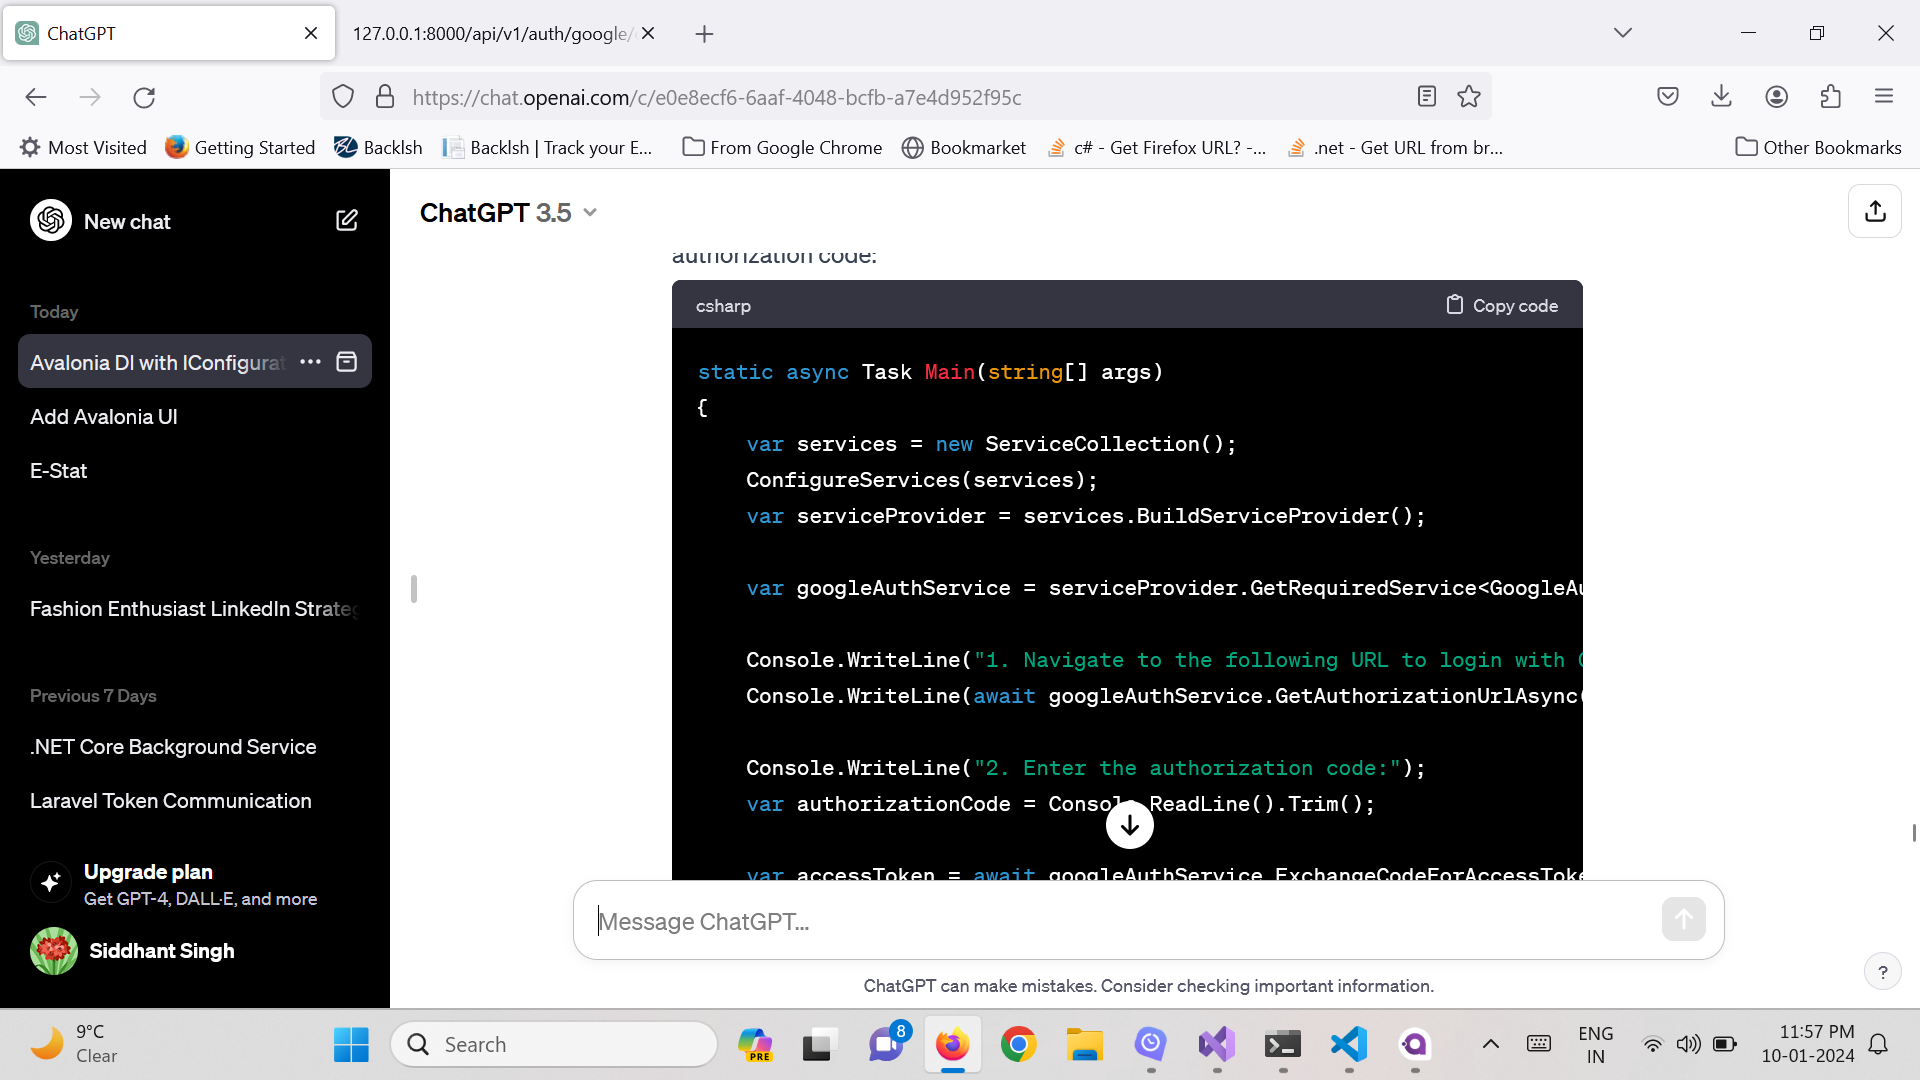 ChatGPT
127.0.0.1:8000/api/v1/auth/google/
https://chat.openai.com/c/e0e8ecf6-6aaf-4048-bcfb-a7e4d952f95c
Most Visited
Getting Started
Backlsh
Backlsh | Track your E...
From Google Chrome
Bookmarket
c# - Get Firefox URL? -...
.net - Get URL from br...
Other Bookmarks
New chat
Today
Avalonia DI with IConfigurat
Add Avalonia UI
E-Stat
Yesterday
Fashion Enthusiast LinkedIn Strateg
Previous 7 Days
.NET Core Background Service
Laravel Token Communication
Upgrade plan
Get GPT-4, DALL·E, and more
Siddhant Singh
ChatGPT 3.5
authorization code:
csharp
Copy code
static async Task Main(string[] args)
{
var services = new ServiceCollection();
ConfigureServices(services);
var serviceProvider = services.BuildServiceProvider();
var googleAuthService = serviceProvider.GetRequiredService<GoogleAu
Console.WriteLine("1. Navigate to the following URL to login with
Console.WriteLine(await googleAuthService.GetAuthorizationUrlAsync(
Console.WriteLine("2. Enter the authorization code:");
var authorizationCode = Console.ReadLine().Trim();
var accessToken = await googleAuthService.ExchangeCodeForAccessToke
Message ChatGPT...
ChatGPT can make mistakes. Consider checking important information.
?
9°C
Clear
Search
PRE
8
ENG
IN
11:57 PM
10-01-2024